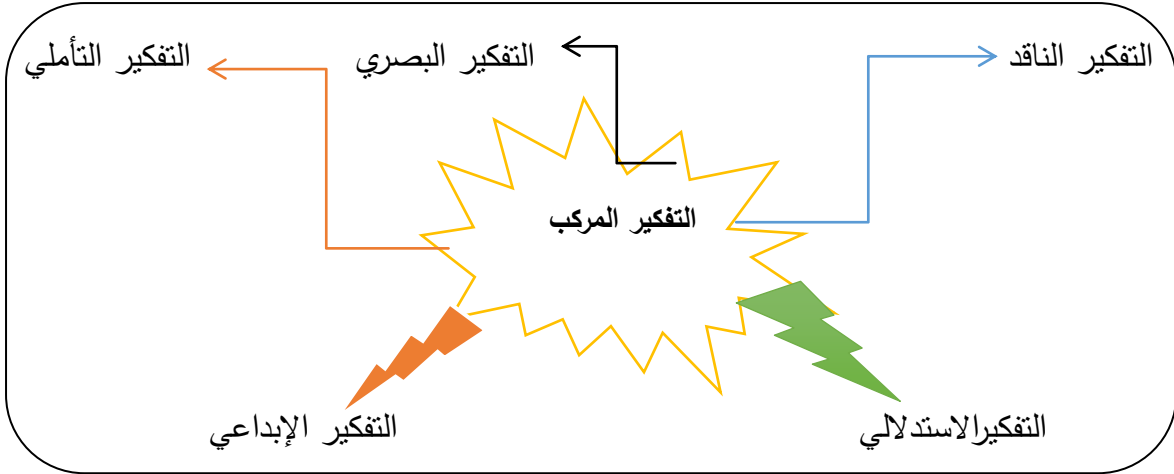 التفكير الناقد
التفكير البصري
التفكير التأملي
التفكير المركب
التفكيرالاستدلالي
التفكير الإبداعي